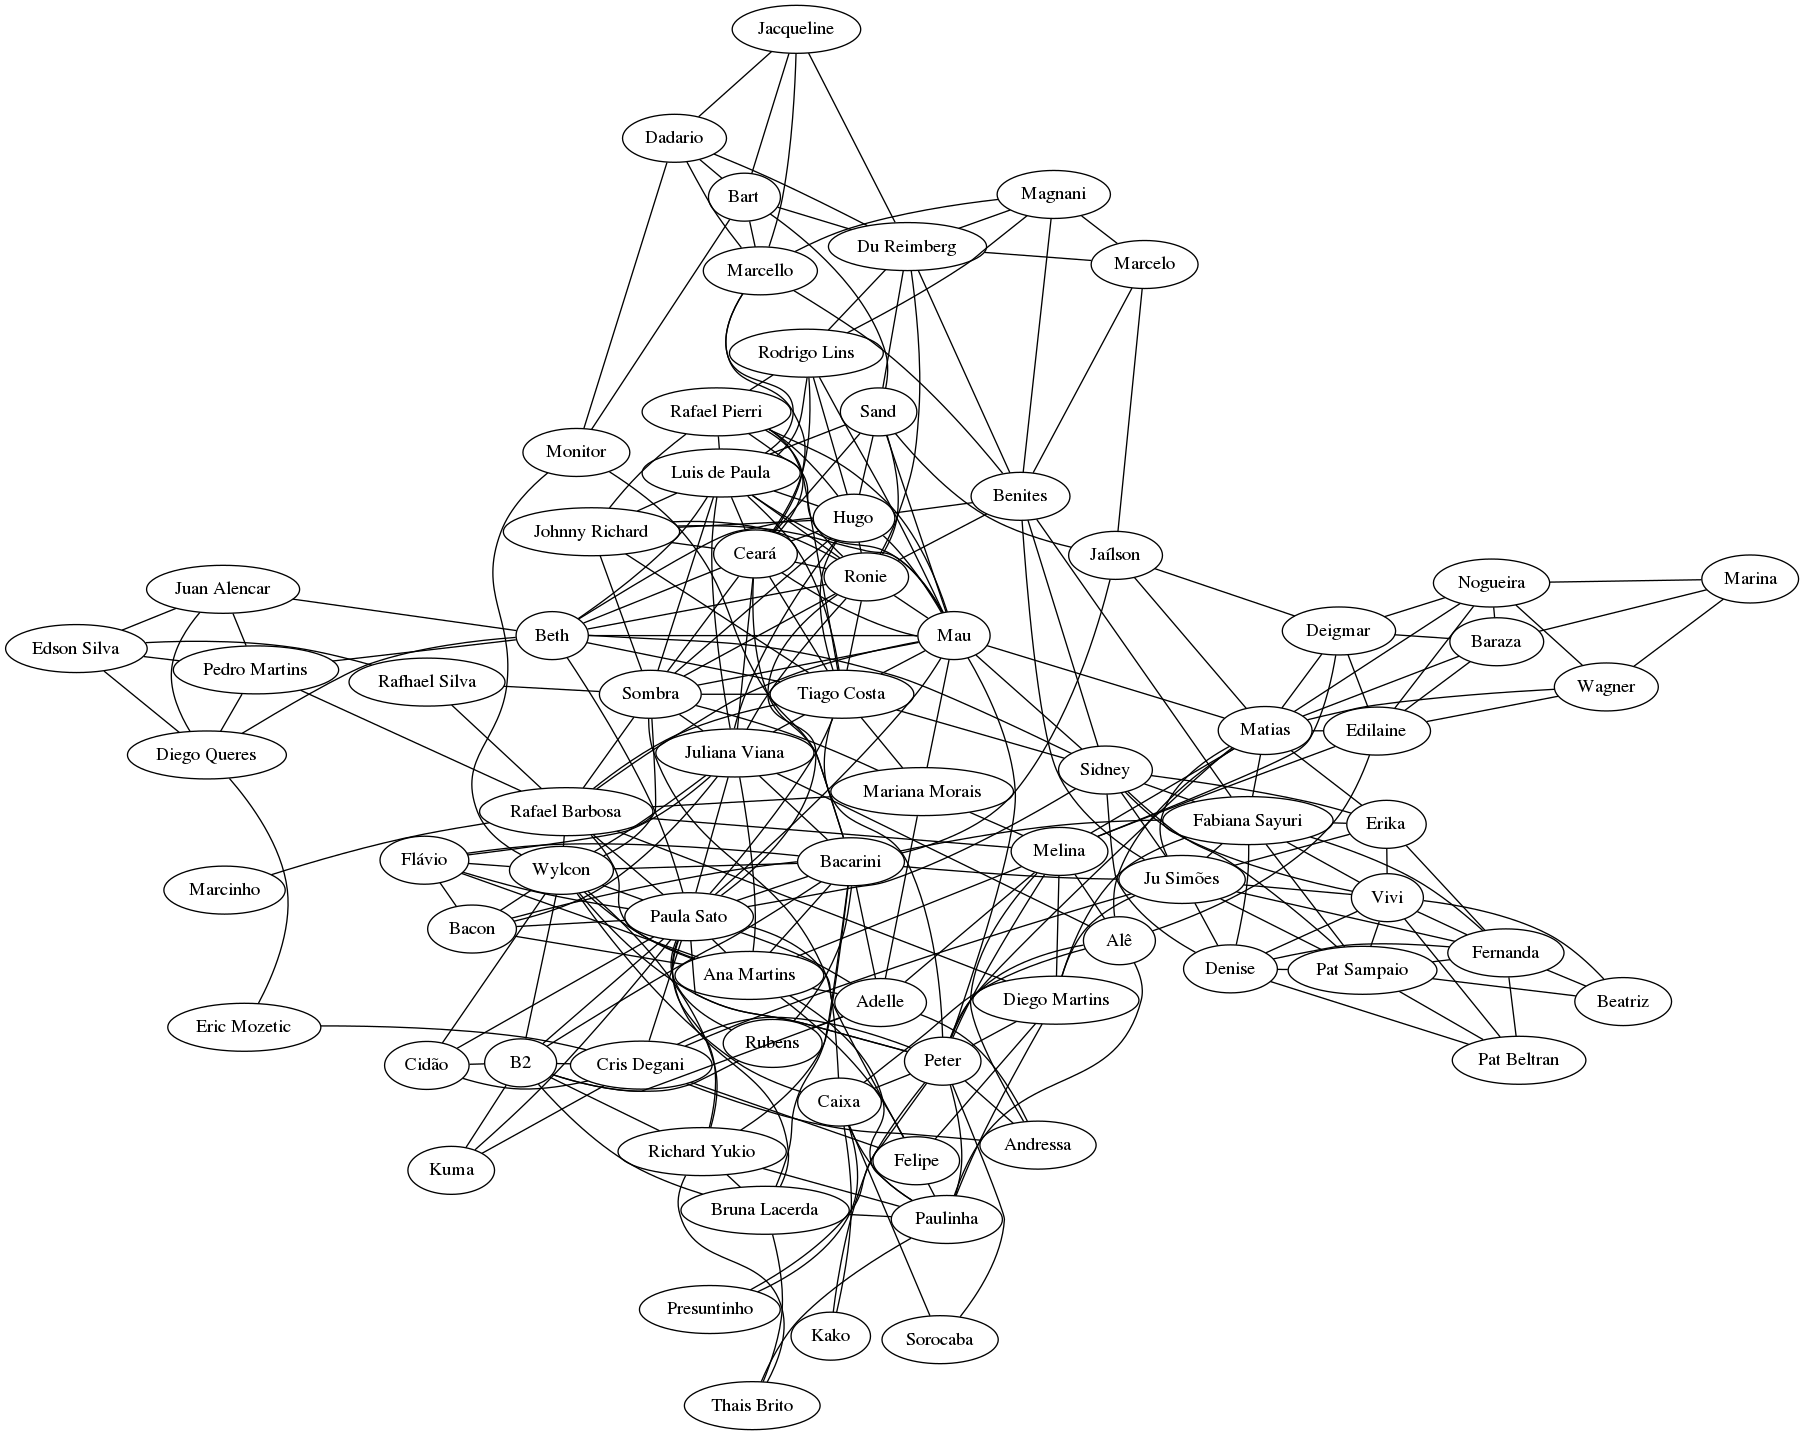 Jacqueline
Dadario
Bart
Magnani
Du Reimberg
Marcello
Marcelo
Rodrigo Lins
Rafael Pierri
Sand
Monitor
Luis de Paula
Benites
Johnny Richard
Hugo
Ceará
Jaílson
Ronie
Nogueira
Marina
Juan Alencar
Deigmar
Baraza
Edson Silva
Beth
Mau
Pedro Martins
Rafhael Silva
Sombra
Tiago Costa
Wagner
Matias
Edilaine
Diego Queres
Juliana Viana
Sidney
Mariana Morais
Rafael Barbosa
Fabiana Sayuri
Erika
Flávio
Wylcon
Bacarini
Melina
Ju Simões
Marcinho
Vivi
Bacon
Paula Sato
Alê
Fernanda
Ana Martins
Denise
Pat Sampaio
Adelle
Diego Martins
Beatriz
Eric Mozetic
Rubens
Cidão
B2
Cris Degani
Peter
Pat Beltran
Caixa
Richard Yukio
Andressa
Kuma
Felipe
Bruna Lacerda
Paulinha
Presuntinho
Kako
Sorocaba
Thais Brito